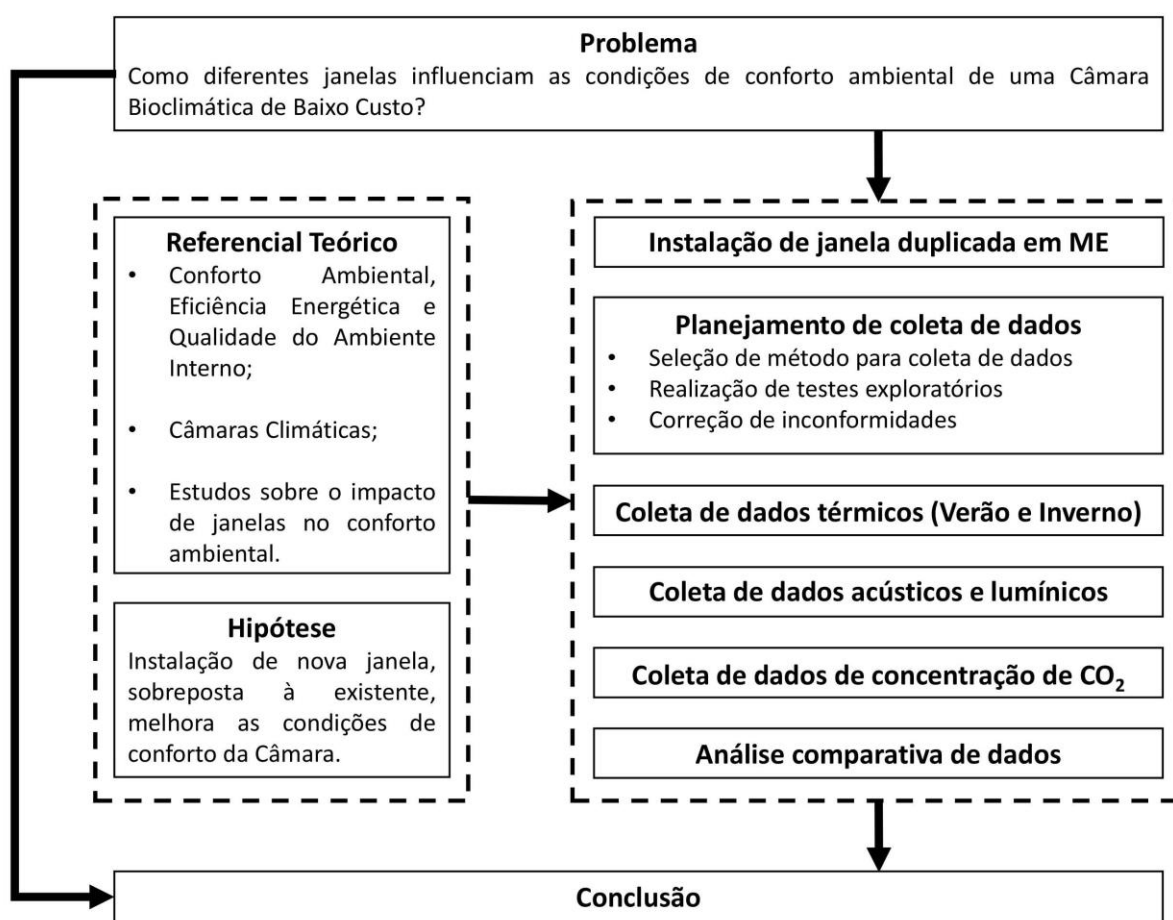 Problema
Como diferentes janelas influenciam as condições de conforto ambiental de uma Câmara
Bioclimática de Baixo Custo?
Referencial Teórico
• Conforto Ambiental,
Eficiência Energética e
Qualidade do Ambiente
Interno;
• Câmaras Climáticas;
• Estudos sobre o impacto
de janelas no conforto
ambiental.
Hipótese
Instalação de nova janela,
sobreposta à existente,
melhora as condições de
conforto da Câmara.
Instalação de janela duplicada em ME
Planejamento de coleta de dados
• Seleção de método para coleta de dados
• Realização de testes exploratórios
• Correção de inconformidades
Coleta de dados térmicos (Verão e Inverno)
Coleta de dados acústicos e lumínicos
Coleta de dados de concentração de CO₂
Análise comparativa de dados
Conclusão